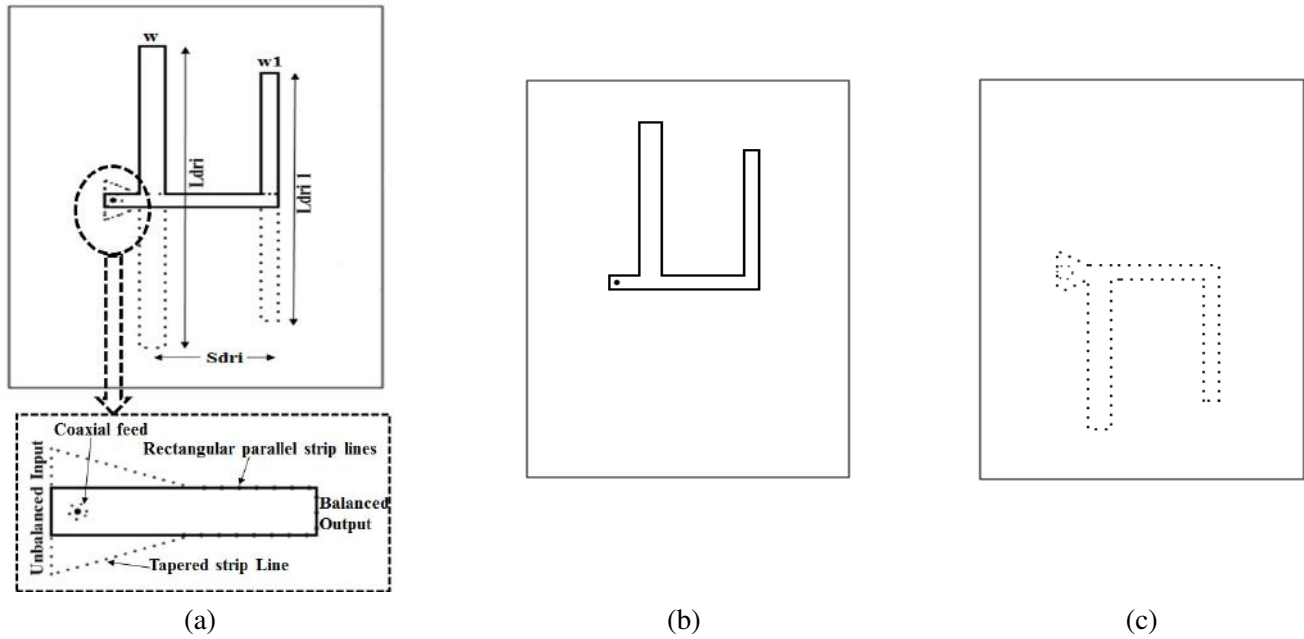 w
w1
Ldri
Ldri 1
Sdri
Coaxial feed
Rectangular parallel strip lines
Unbalanced Input
Balanced
Output
Tapered strip Line
(a)
(b)
(c)